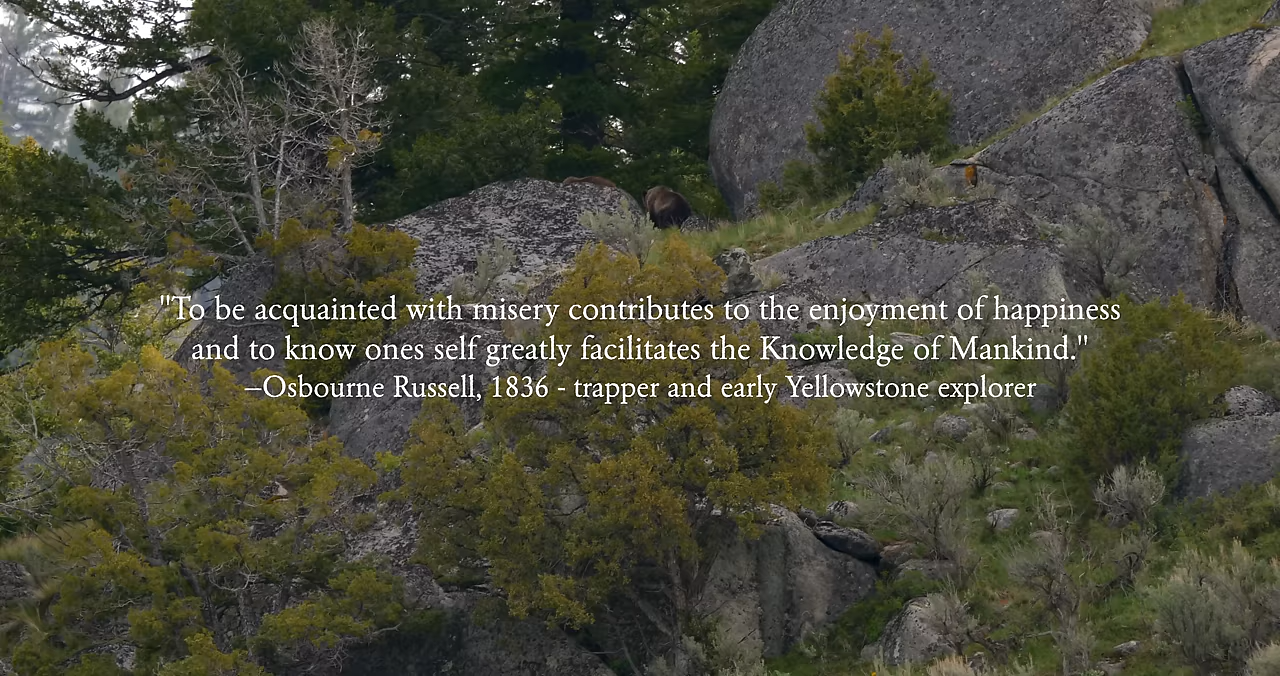 "To be acquainted with misery contributes to the enjoyment of happiness
and to know ones self greatly facilitates the Knowledge of Mankind."
–Osbourne Russell, 1836 - trapper and early Yellowstone explorer